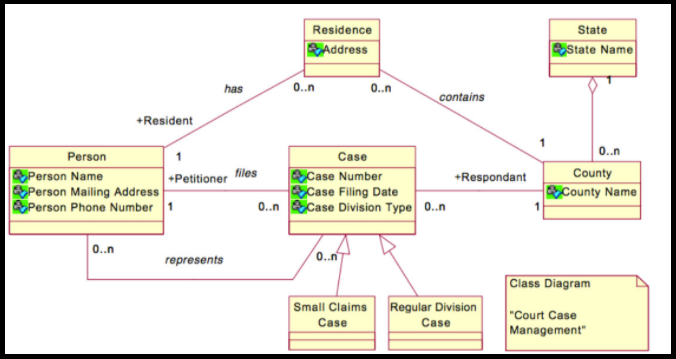 Residence
Address
State
State Name
has
0..n
0..n
contains
1
+Resident
1
0..n
Person
Person Name
Person Mailing Address
Person Phone Number
1
+Petitioner
files
1
0..n
Case
Case Number
Case Filing Date
Case Division Type
+Respondant
0..n
1
County
County Name
0..n
represents
0..n
Small Claims
Case
Regular Division
Case
Class Diagram
"Court Case
Management"